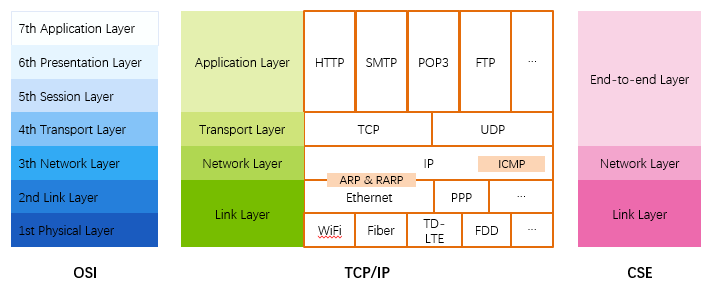 7th Application Layer
6th Presentation Layer
5th Session Layer
4th Transport Layer
3th Network Layer
2nd Link Layer
1st Physical Layer
OSI
Application Layer
HTTP
SMTP
POP3
FTP
...
Transport Layer
TCP
UDP
Network Layer
IP
ICMP
ARP & RARP
Link Layer
Ethernet
PPP
...
WiFi
Fiber
TD-
LTE
FDD
...
TCP/IP
End-to-end Layer
Network Layer
Link Layer
CSE